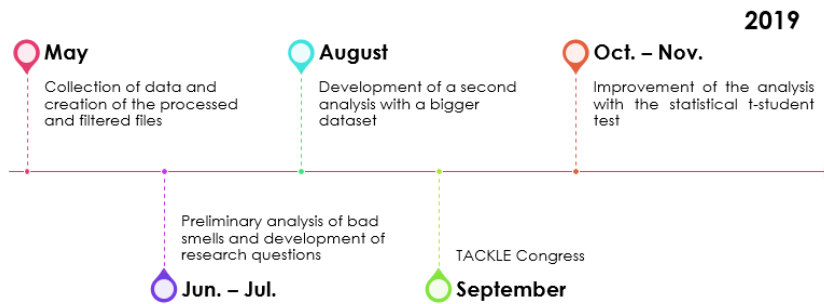 2019
May
Collection of data and
creation of the processed
and filtered files
August
Development of a second
analysis with a bigger
dataset
Oct. – Nov.
Improvement of the analysis
with the statistical t-student
test
Preliminary analysis of bad
smells and development of
research questions
Jun. – Jul.
TACKLE Congress
September